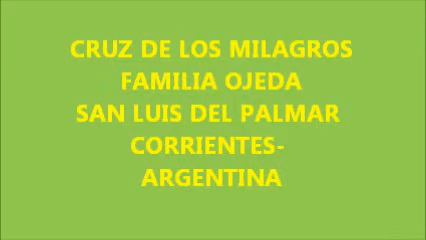 CRUZ DE LOS MILAGROS
FAMILIA OJEDA
SAN LUIS DEL PALMAR
CORRIENTES-
ARGENTINA